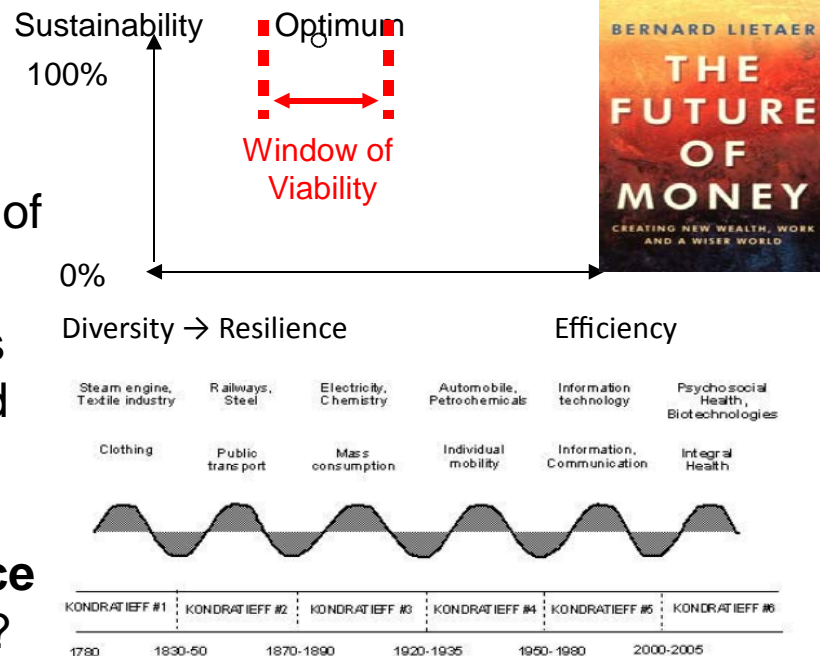 Sustainability
Optimum
100%
Window of
Viability
0%
Diversity → Resilience
Efficiency
BERNARD LIETAER
THE
FUTURE
OF
MONEY
CREATING NEW WEALTH, WORK
AND A WISER WORLD
of
s
d
ce
?
Steam engine,
Textile industry
Railways,
Steel
Electricity,
Chemistry
Automobile,
Petrochemicals
Information
technology
Psychosocial
Health,
Biotechnologies
Clothing
Public
transport
Mass
consumption
Individual
mobility
Information,
Communication
Integral
Health
KONDRATIEFF #1
KONDRATIEFF #2
KONDRATIEFF #3
KONDRATIEFF #4
KONDRATIEFF #5
KONDRATIEFF #6
1780
1830-50
1870-1890
1920-1935
1950-1980
2000-2005